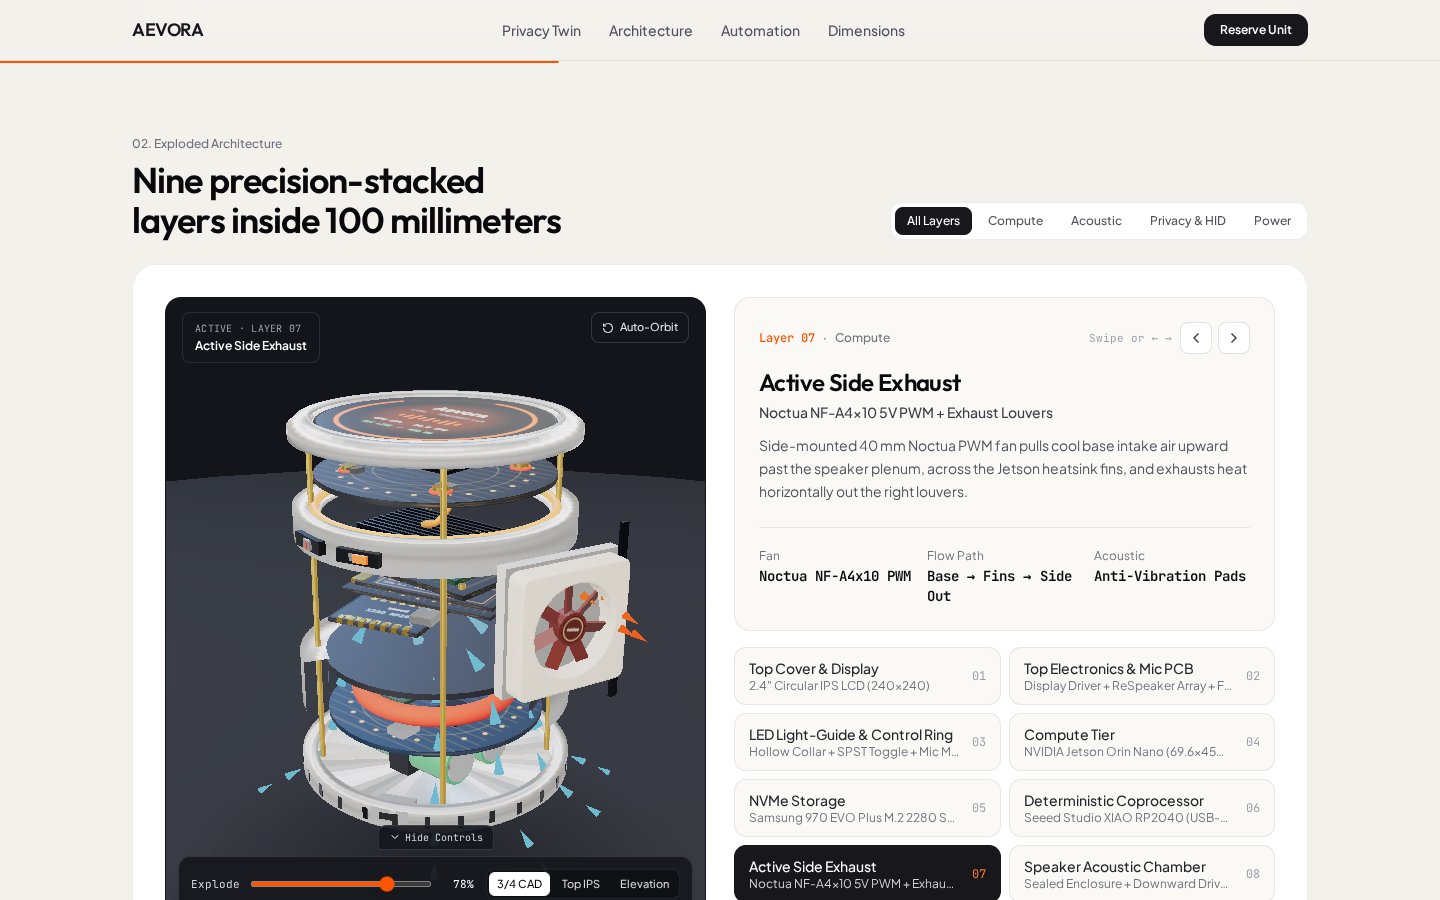 AEVORA
Privacy Twin
Architecture
Automation
Dimensions
Reserve Unit
02. Exploded Architecture
Nine precision-stacked
layers inside 100 millimeters
All Layers
Compute
Acoustic
Privacy & HID
Power
ACTIVE · LAYER 07
Active Side Exhaust
Auto-Orbit
Hide Controls
Explode
78%
3/4 CAD
Top IPS
Elevation
Layer 07 · Compute
Swipe or ← →
Active Side Exhaust
Noctua NF-A4×10 5V PWM + Exhaust Louvers
Side-mounted 40 mm Noctua PWM fan pulls cool base intake air upward
past the speaker plenum, across the Jetson heatsink fins, and exhausts heat
horizontally out the right louvers.
Fan
Noctua NF-A4x10 PWM
Flow Path
Base → Fins → Side
Out
Acoustic
Anti-Vibration Pads
Top Cover & Display
2.4" Circular IPS LCD (240×240)
01
Top Electronics & Mic PCB
Display Driver + ReSpeaker Array + F...
02
LED Light-Guide & Control Ring
Hollow Collar + SPST Toggle + Mic M...
03
Compute Tier
NVIDIA Jetson Orin Nano (69.6×45...
04
NVMe Storage
Samsung 970 EVO Plus M.2 2280 S...
05
Deterministic Coprocessor
Seeed Studio XIAO RP2040 (USB-...
06
Active Side Exhaust
Noctua NF-A4×10 5V PWM + Exhau...
07
Speaker Acoustic Chamber
Sealed Enclosure + Downward Driv...
08